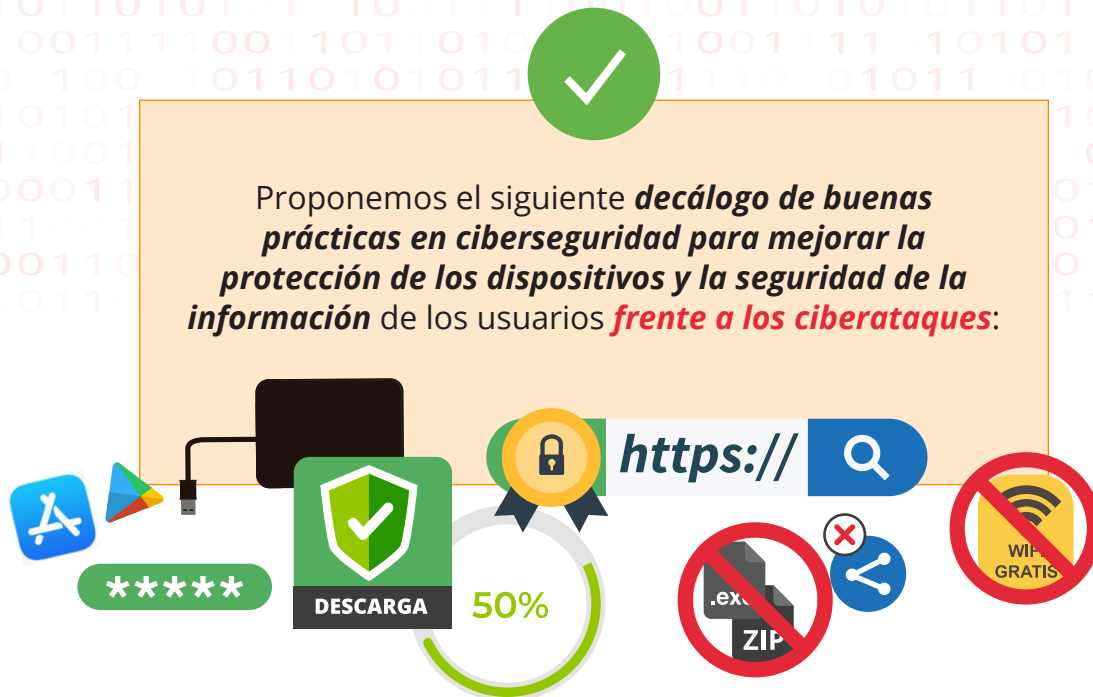 Proponemos el siguiente decálogo de buenas
prácticas en ciberseguridad para mejorar la
protección de los dispositivos y la seguridad de la
información de los usuarios frente a los ciberataques:
https://
WIFI
GRATIS
.exe
ZIP
*****
DESCARGA
50%